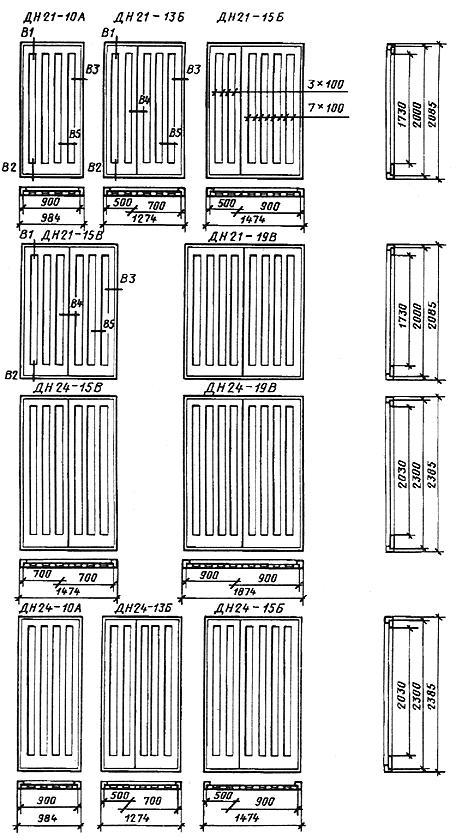 ДН21-10А ДН21-13Б ДН21-15Б
В1 В1
В3 В3
3×100
В4 7×100
В5 В5
В2 В2
1730 2000 2085
900 500 700 500 900
984 1274 1474
В1 ДН21-15В ДН21-19В
В3
В4
В5
В2
1730 2000 2085
ДН24-15В ДН24-19В
2030 2300 2385
700 700 900 900
1474 1874
ДН24-10А ДН24-13Б ДН24-15Б
2030 2300 2385
900 500 700 500 900
984 1274 1474